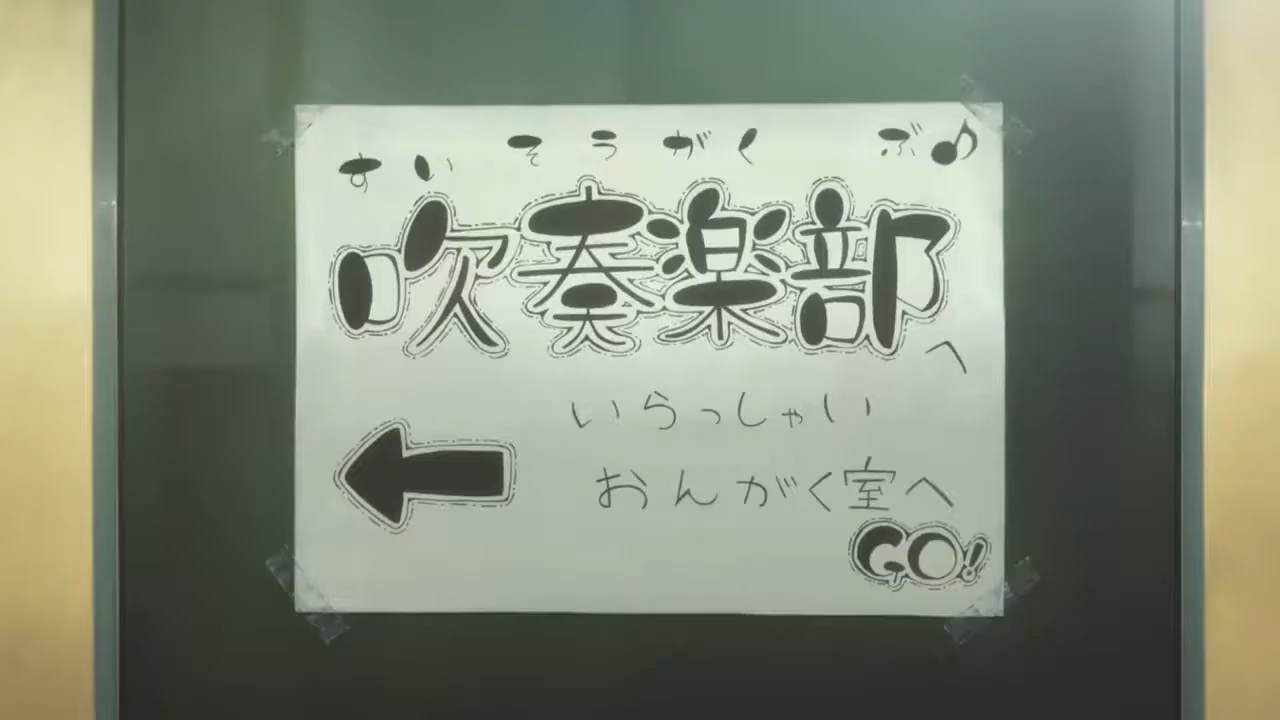 すいそうがくぶ♪
吹奏楽部へ
いらっしゃい
おんがく室へ
GO!